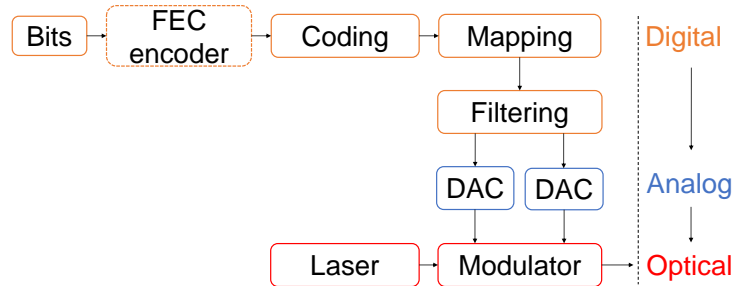 Bits
FEC
encoder
Coding
Mapping
Digital
Filtering
DAC
DAC
Analog
Laser
Modulator
Optical